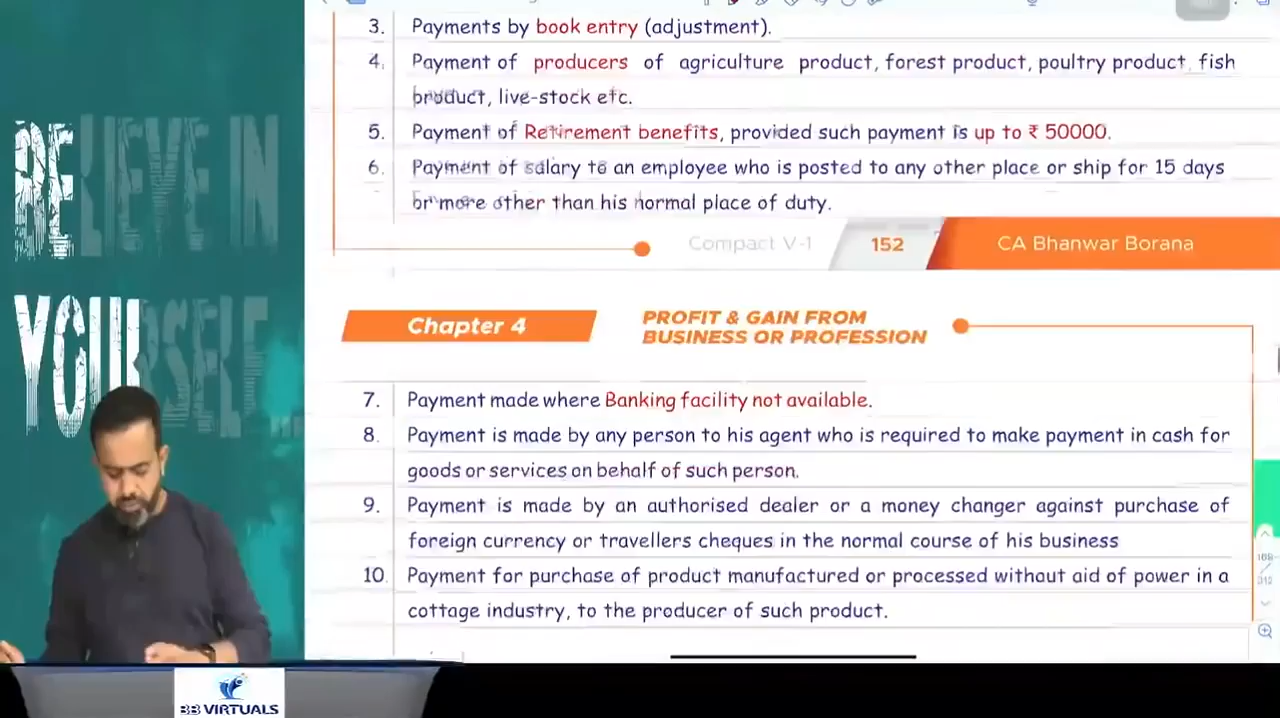 3. Payments by book entry (adjustment).
4. Payment of producers of agriculture product, forest product, poultry product, fish
product, live-stock etc.
5. Payment of Retirement benefits, provided such payment is up to ₹ 50000.
6. Payment of salary to an employee who is posted to any other place or ship for 15 days
or more other than his normal place of duty.
Compact V-1 152 CA Bhanwar Borana
Chapter 4
PROFIT & GAIN FROM
BUSINESS OR PROFESSION
7. Payment made where Banking facility not available.
8. Payment is made by any person to his agent who is required to make payment in cash for
goods or services on behalf of such person.
9. Payment is made by an authorised dealer or a money changer against purchase of
foreign currency or travellers cheques in the normal course of his business
10. Payment for purchase of product manufactured or processed without aid of power in a
cottage industry, to the producer of such product.
BELIEVE IN
YOURSELF
BB VIRTUALS